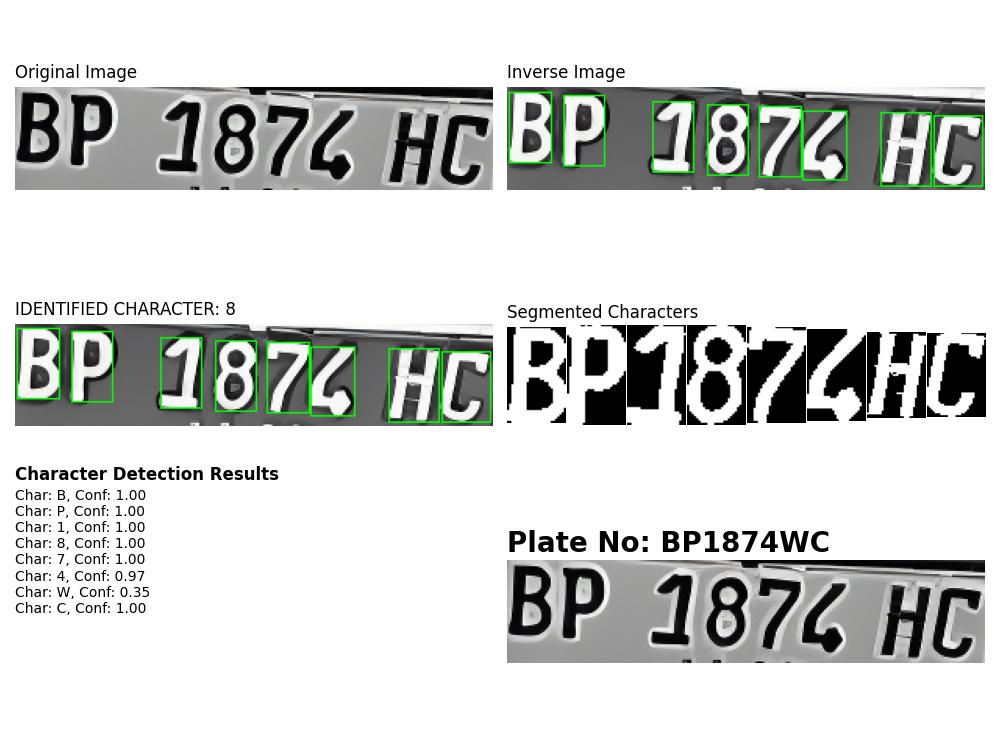 Original Image
BP 1874 HC
Inverse Image
BP 1874 HC
IDENTIFIED CHARACTER: 8
BP 1874 HC
Segmented Characters
BP1874HC
Character Detection Results
Char: B, Conf: 1.00
Char: P, Conf: 1.00
Char: 1, Conf: 1.00
Char: 8, Conf: 1.00
Char: 7, Conf: 1.00
Char: 4, Conf: 0.97
Char: W, Conf: 0.35
Char: C, Conf: 1.00
Plate No: BP1874WC
BP 1874 HC